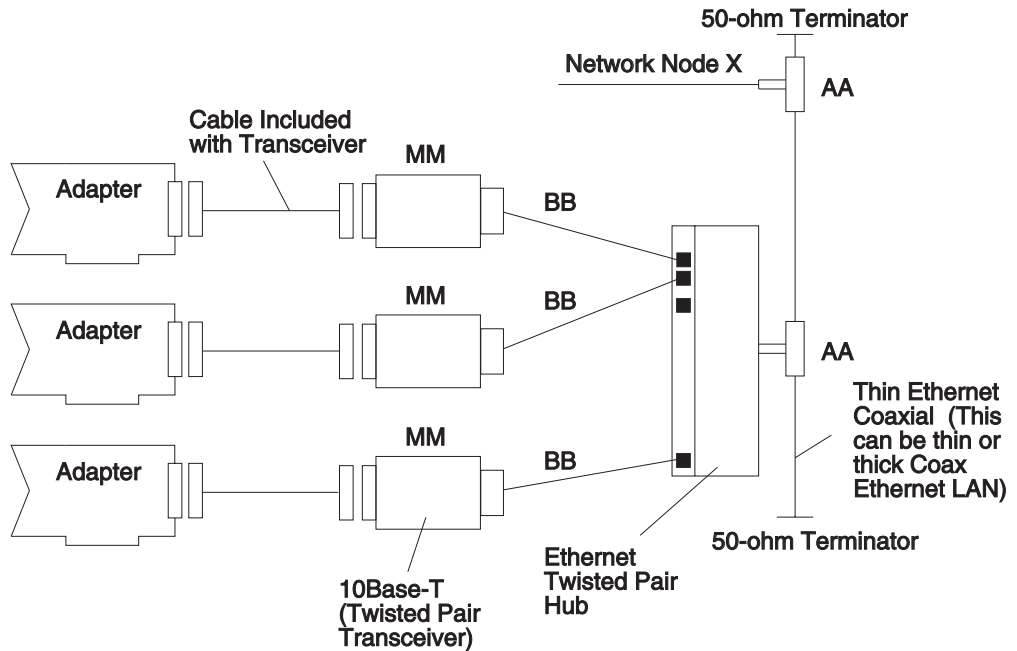 50-ohm Terminator
Network Node X
AA
Cable Included
with Transceiver
MM
Adapter
BB
MM
Adapter
BB
AA
Thin Ethernet
Coaxial (This
can be thin or
thick Coax
Ethernet LAN)
MM
Adapter
BB
50-ohm Terminator
Ethernet
Twisted Pair
Hub
10Base-T
(Twisted Pair
Transceiver)